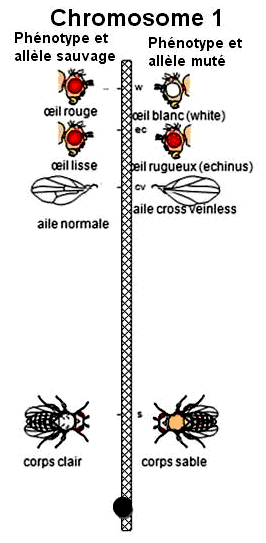 Chromosome 1
Phénotype et
allèle sauvage
Phénotype et
allèle muté
w
œil rouge
œil blanc (white)
ec
œil lisse
œil rugueux (echinus)
cv
aile normale
aile cross veinless
s
corps clair
corps sable